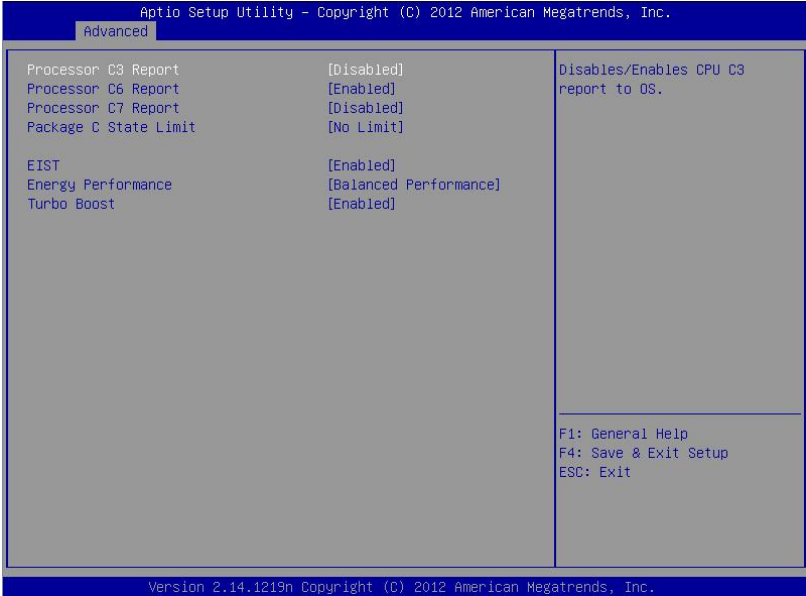 Aptio Setup Utility – Copyright (C) 2012 American Megatrends, Inc.
Advanced
Processor C3 Report [Disabled]
Processor C6 Report [Enabled]
Processor C7 Report [Disabled]
Package C State Limit [No Limit]
EIST [Enabled]
Energy Performance [Balanced Performance]
Turbo Boost [Enabled]
Disables/Enables CPU C3
report to OS.
F1: General Help
F4: Save & Exit Setup
ESC: Exit
Version 2.14.1219n Copyright (C) 2012 American Megatrends, Inc.